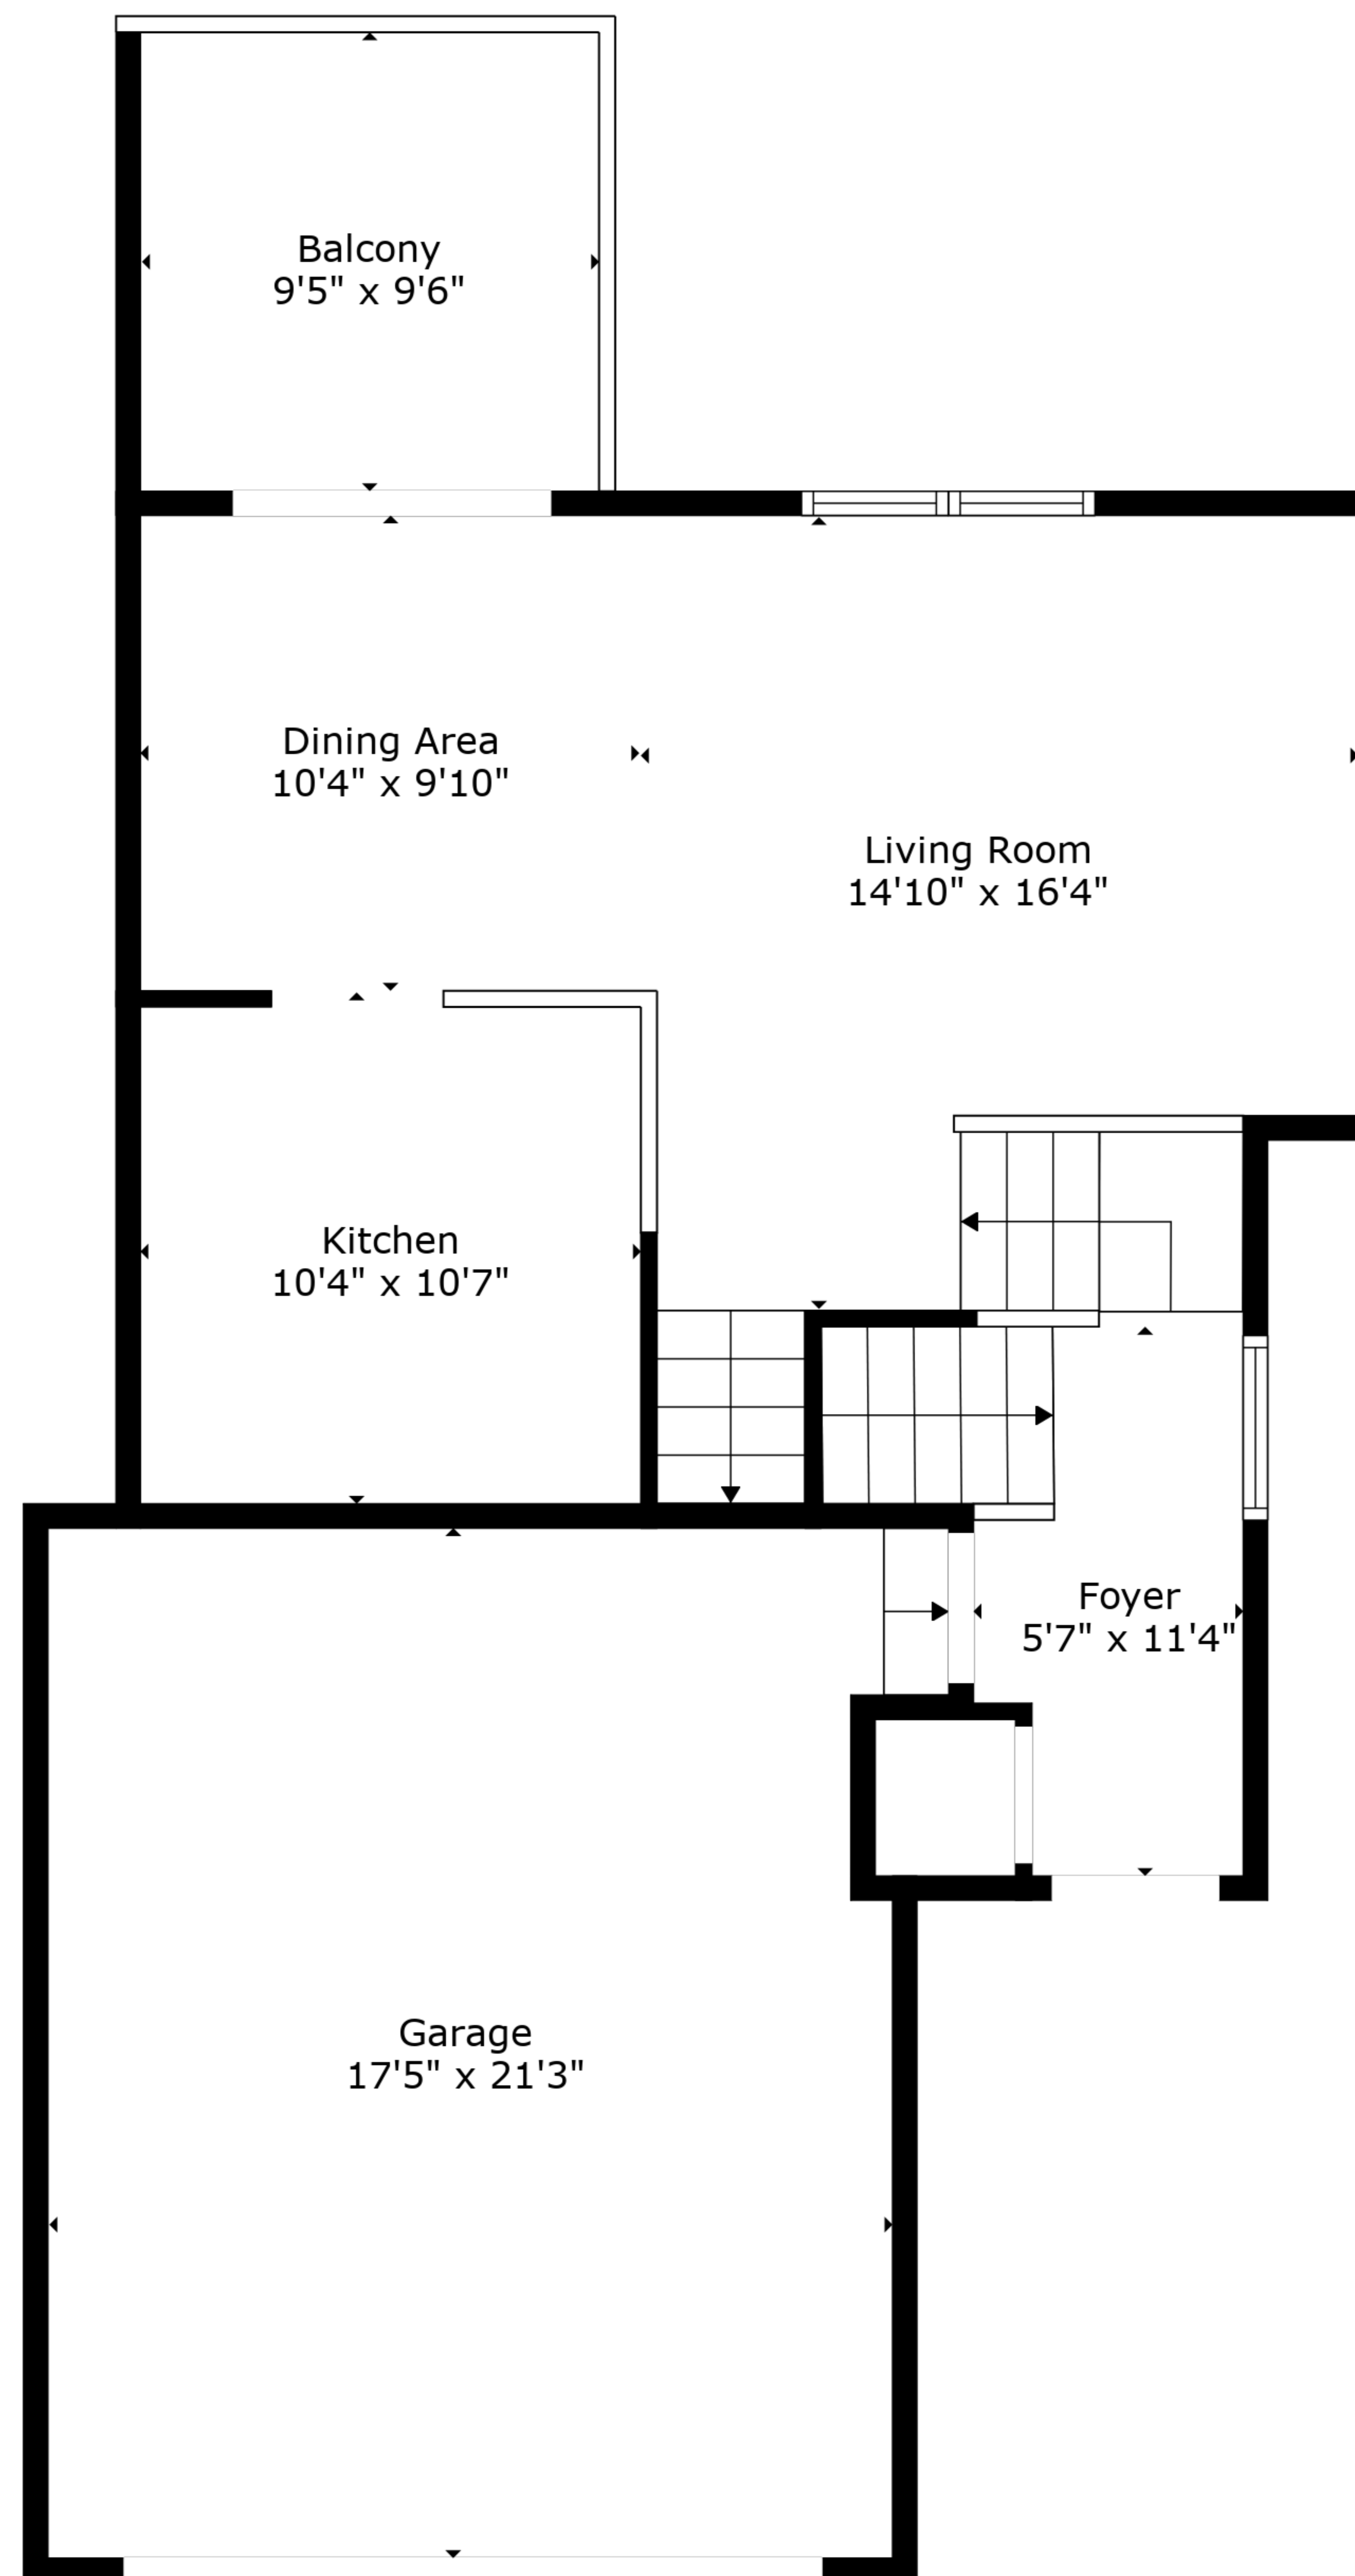 Balcony
9'5" x 9'6"
Dining Area
10'4" x 9'10"
Living Room
14'10" x 16'4"
Kitchen
10'4" x 10'7"
Foyer
5'7" x 11'4"
Garage
17'5" x 21'3"